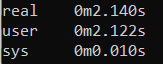 real    0m2.140s
user    0m2.122s
sys     0m0.010s